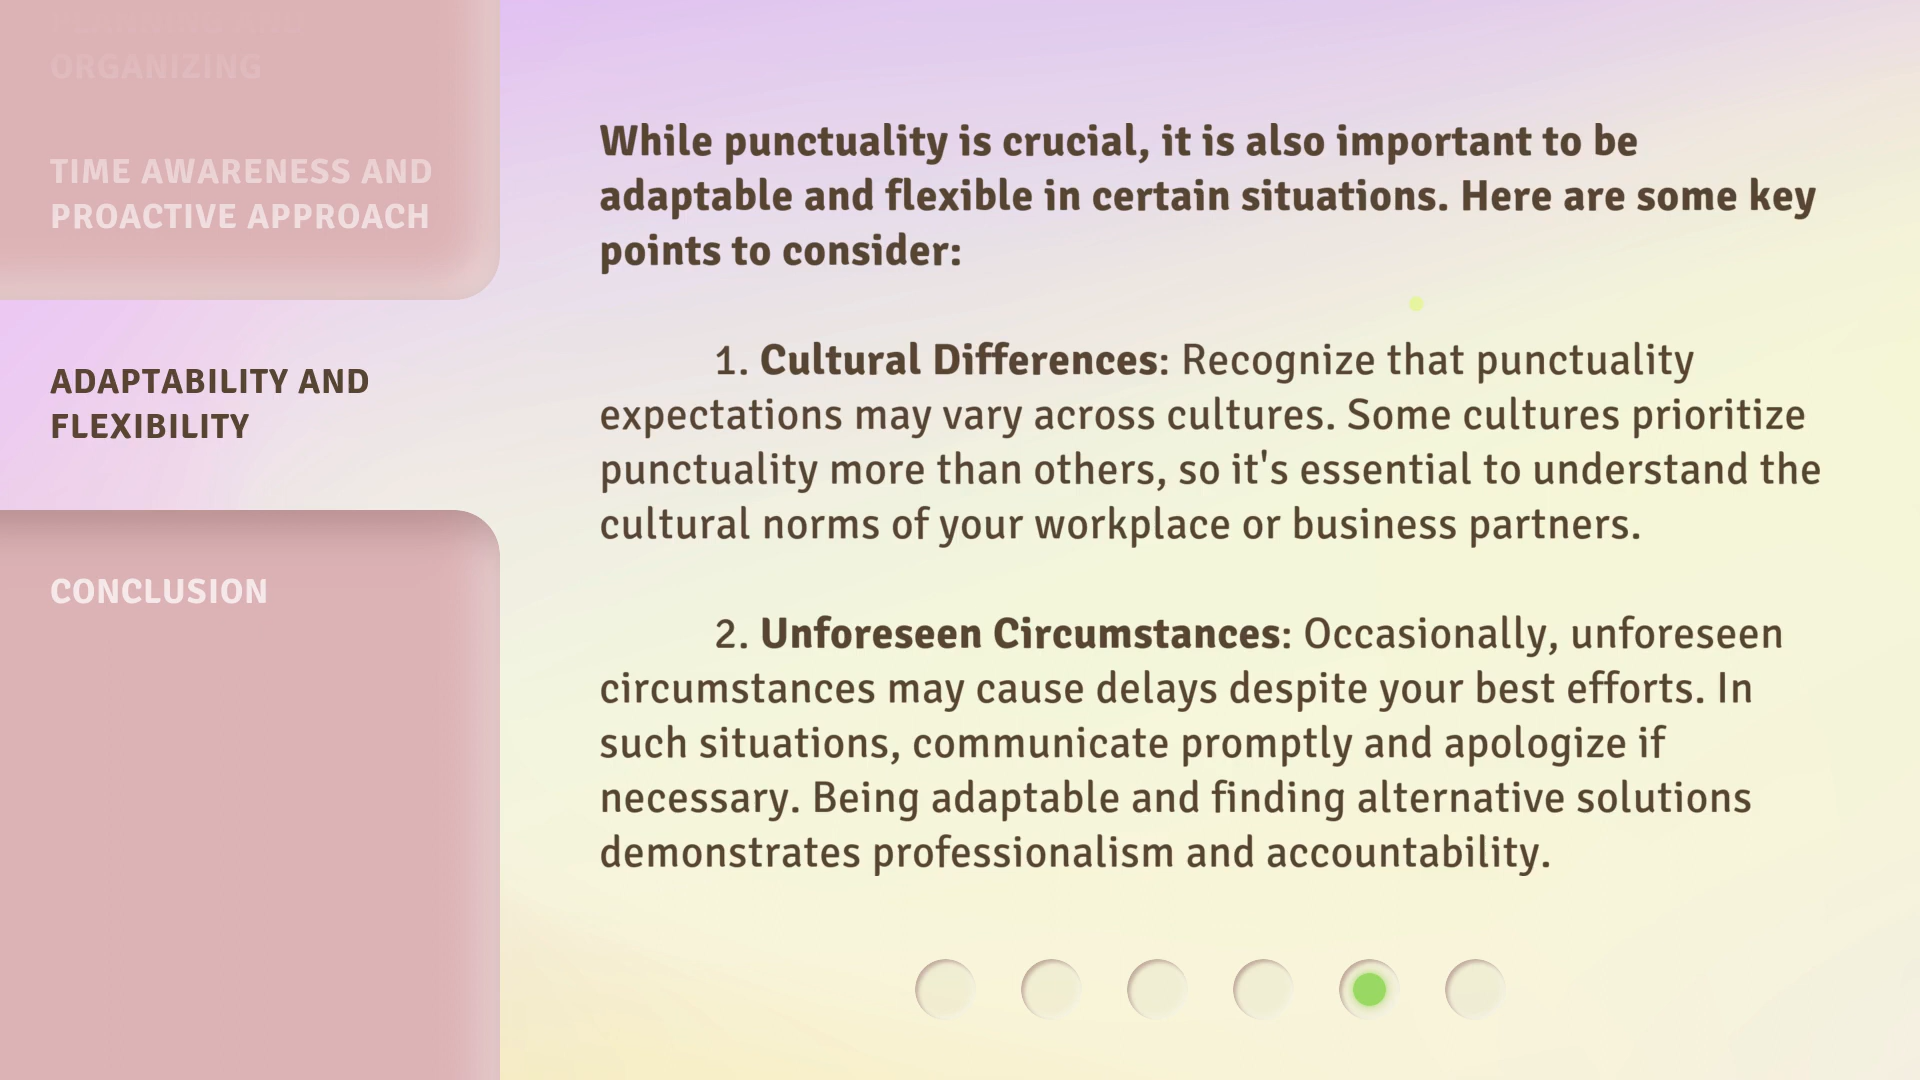 PLANNING AND
ORGANIZING
TIME AWARENESS AND
PROACTIVE APPROACH
ADAPTABILITY AND
FLEXIBILITY
CONCLUSION
While punctuality is crucial, it is also important to be
adaptable and flexible in certain situations. Here are some key
points to consider:
1. Cultural Differences: Recognize that punctuality
expectations may vary across cultures. Some cultures prioritize
punctuality more than others, so it's essential to understand the
cultural norms of your workplace or business partners.
2. Unforeseen Circumstances: Occasionally, unforeseen
circumstances may cause delays despite your best efforts. In
such situations, communicate promptly and apologize if
necessary. Being adaptable and finding alternative solutions
demonstrates professionalism and accountability.